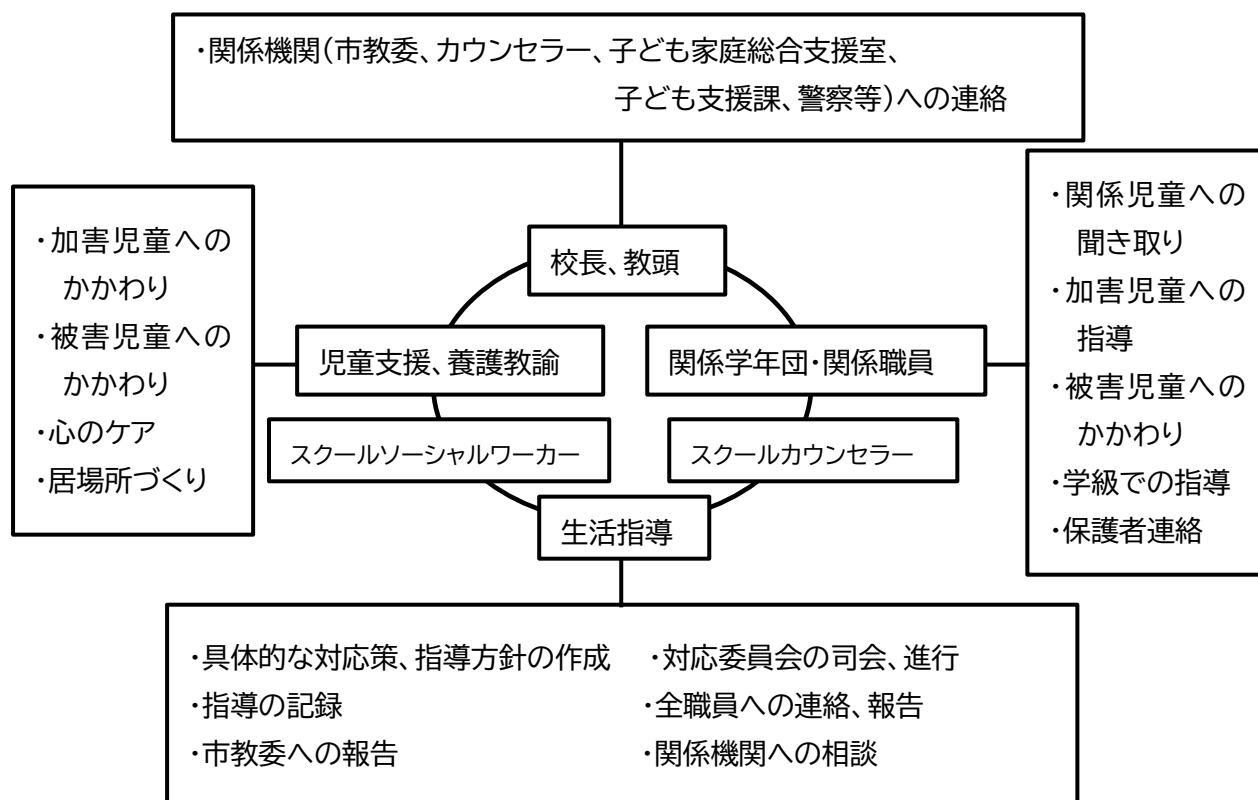 ・関係機関(市教委、カウンセラー、子ども家庭総合支援室、
子ども支援課、警察等)への連絡
・加害児童への
かかわり
・被害児童への
かかわり
・心のケア
・居場所づくり
校長、教頭
児童支援、養護教諭
関係学年団・関係職員
スクールソーシャルワーカー
スクールカウンセラー
生活指導
・関係児童への
聞き取り
・加害児童への
指導
・被害児童への
かかわり
・学級での指導
・保護者連絡
・具体的な対応策、指導方針の作成
・指導の記録
・市教委への報告
・対応委員会の司会、進行
・全職員への連絡、報告
・関係機関への相談